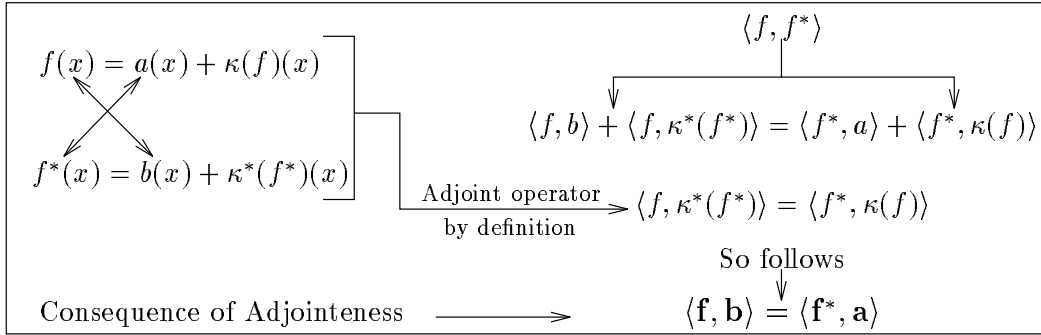 f(x) = a(x) + κ(f)(x)
f*(x) = b(x) + κ*(f*)(x)
⟨f, f*⟩
⟨f, b⟩ + ⟨f, κ*(f*)⟩ = ⟨f*, a⟩ + ⟨f*, κ(f)⟩
Adjoint operator
by definition
⟨f, κ*(f*)⟩ = ⟨f*, κ(f)⟩
So follows
Consequence of Adjointeness
⟨f, b⟩ = ⟨f*, a⟩